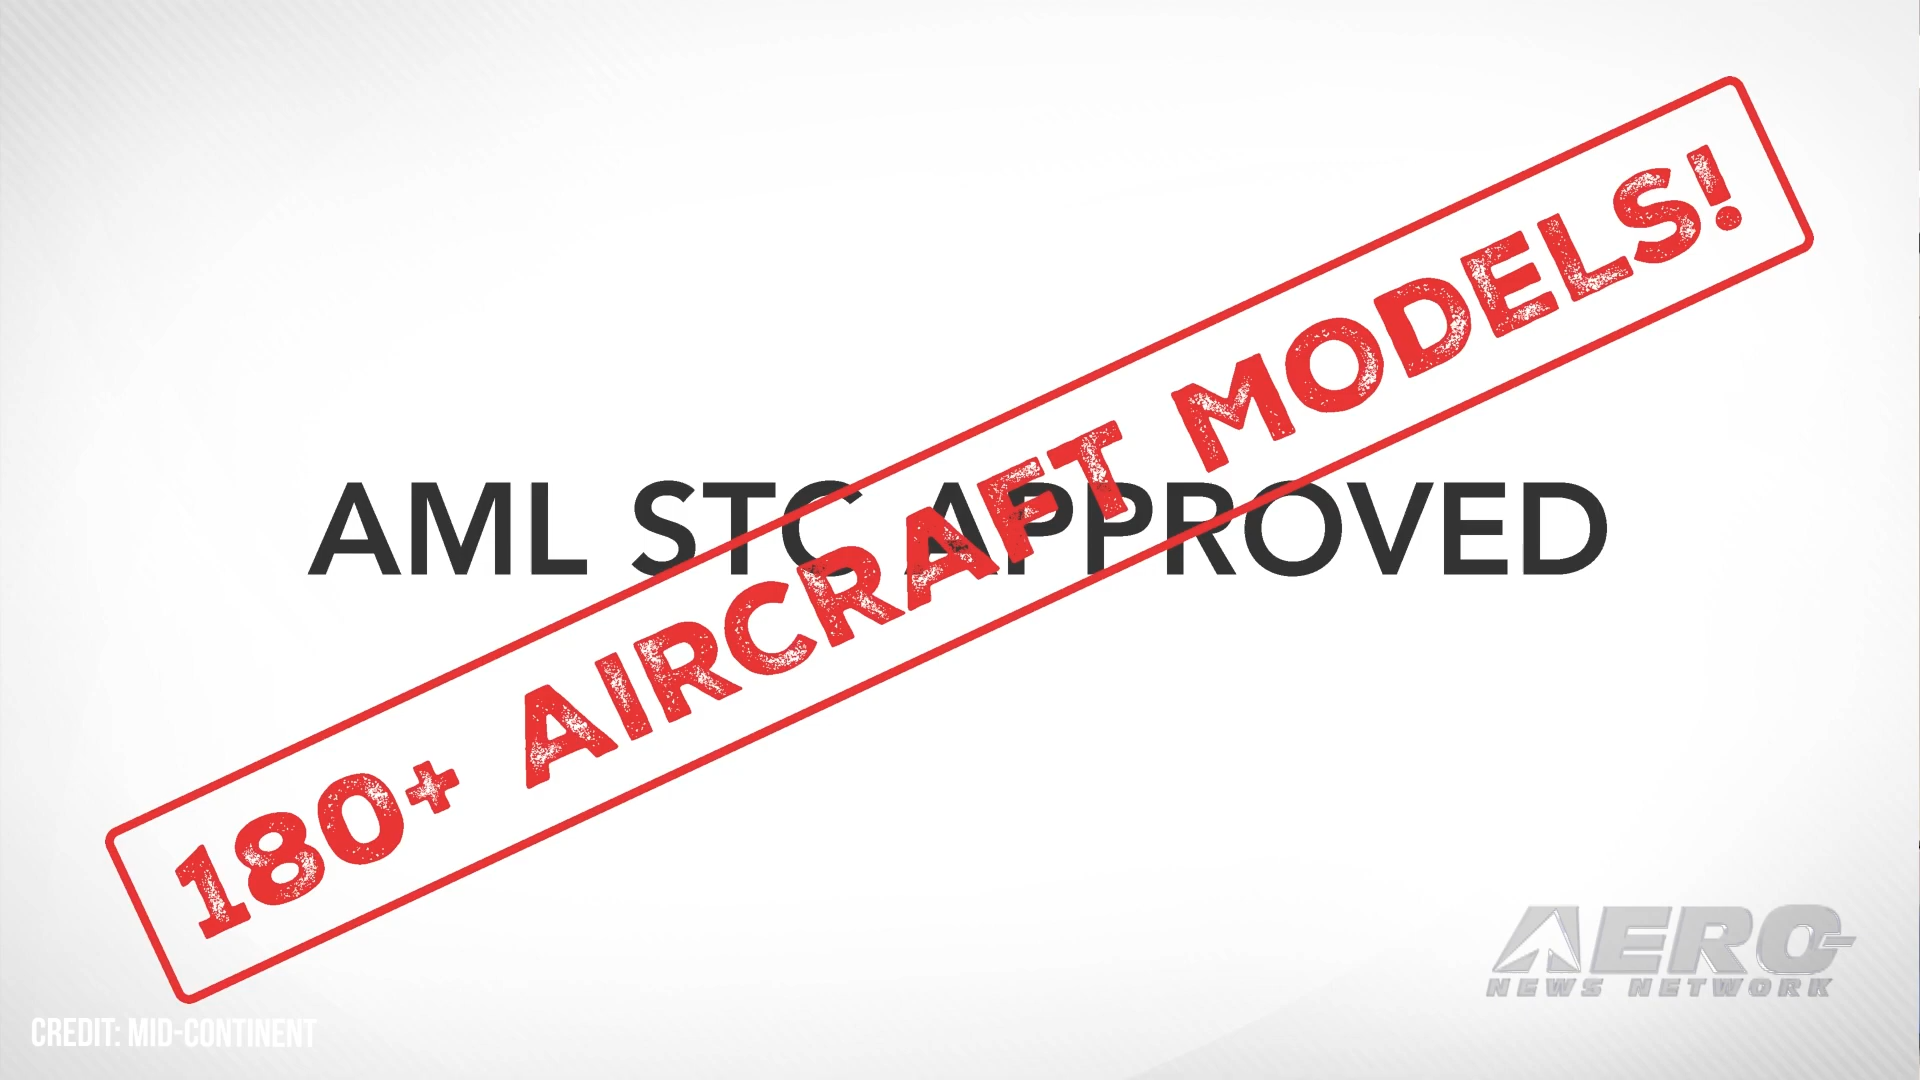 AML STC APPROVED
180+ AIRCRAFT MODELS!
AERO-
NEWS NETWORK
CREDIT: MID-CONTINENT